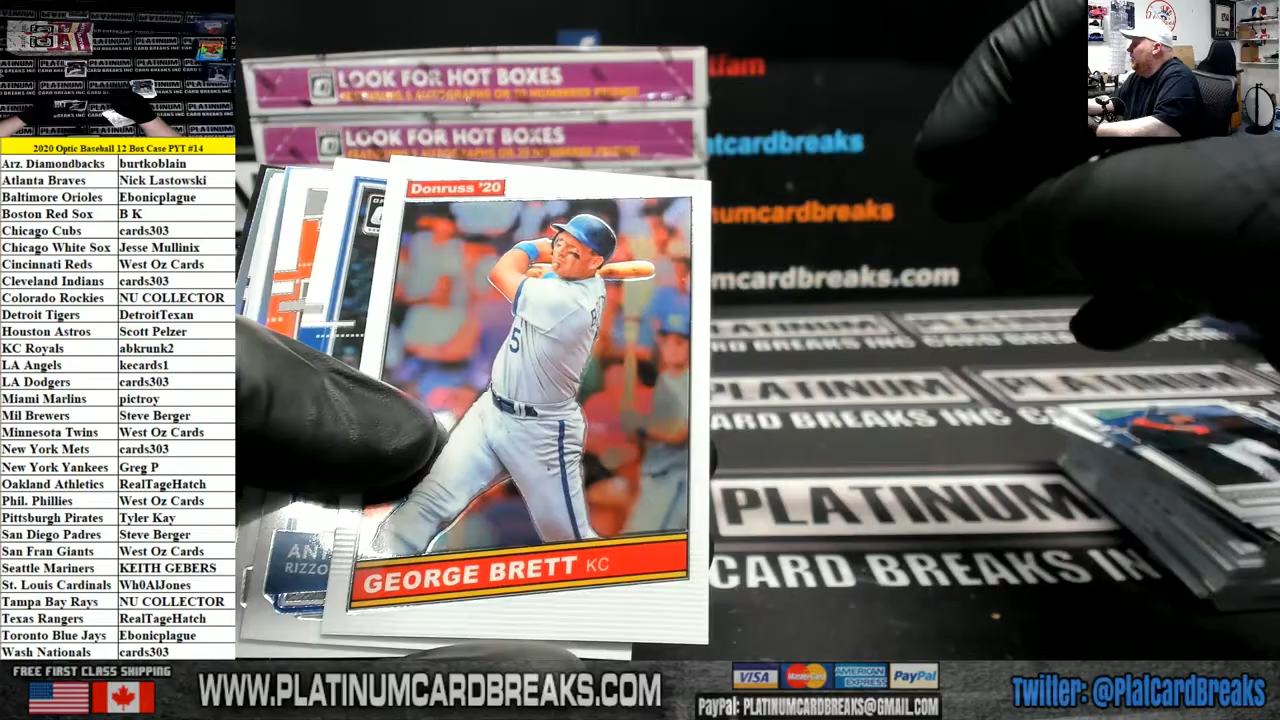 LOOK FOR HOT BOXES
LOOK FOR HOT BOXES
tfam
atcardbreaks
numcardbreaks
umcardbreaks.com
2020 Optic Baseball 12 Box Case PYT #14
Arz. Diamondbacks burtkoblain
Atlanta Braves Nick Lastowski
Baltimore Orioles Ebonicplague
Boston Red Sox B K
Chicago Cubs cards303
Chicago White Sox Jesse Mullinix
Cincinnati Reds West Oz Cards
Cleveland Indians cards303
Colorado Rockies NU COLLECTOR
Detroit Tigers DetroitTexan
Houston Astros Scott Pelzer
KC Royals abkrunk2
LA Angels kecards1
LA Dodgers cards303
Miami Marlins pictroy
Mil Brewers Steve Berger
Minnesota Twins West Oz Cards
New York Mets cards303
New York Yankees Greg P
Oakland Athletics RealTageHatch
Phil. Phillies West Oz Cards
Pittsburgh Pirates Tyler Kay
San Diego Padres Steve Berger
San Fran Giants West Oz Cards
Seattle Mariners KEITH GEBERS
St. Louis Cardinals Wh0AlJones
Tampa Bay Rays NU COLLECTOR
Texas Rangers RealTageHatch
Toronto Blue Jays Ebonicplague
Wash Nationals cards303
Donruss '20
5
GEORGE BRETT KC
ANT
RIZZO
PLATINUM
CARD BREAKS INC
PLATINUM
CARD BREAKS INC
FREE FIRST CLASS SHIPPING
WWW.PLATINUMCARDBREAKS.COM
VISA MasterCard AMERICAN EXPRESS PayPal
PayPal: PLATINUMCARDBREAKS@GMAIL.COM
Twitter: @PlatCardBreaks